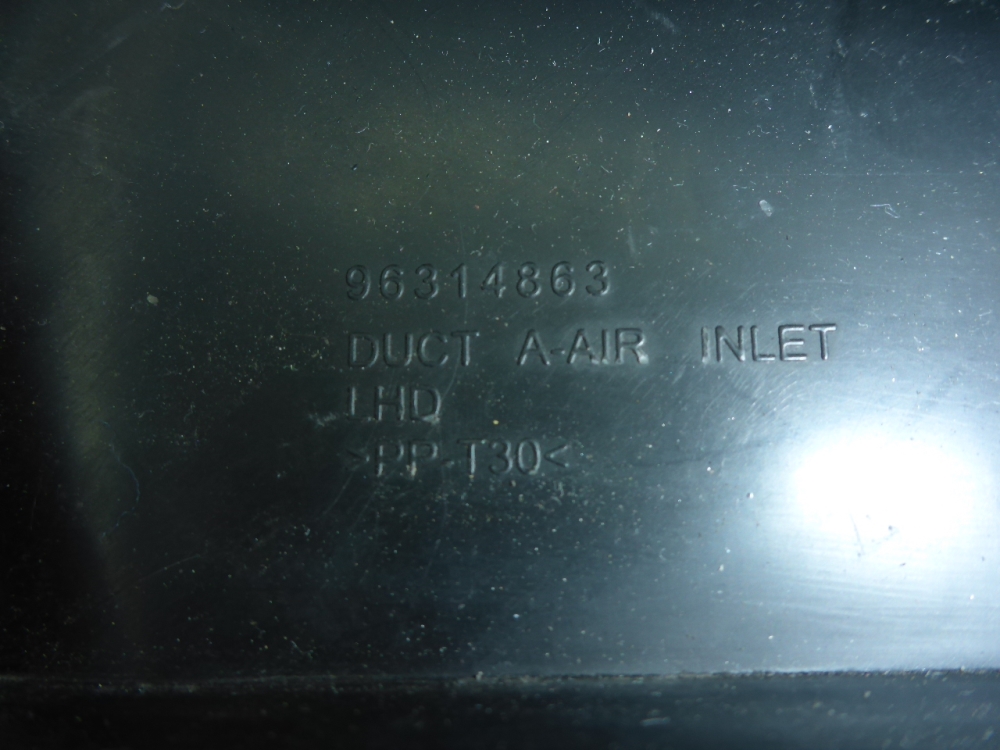 96314863
DUCT A-AIR INLET
LHD
>PP-T30<